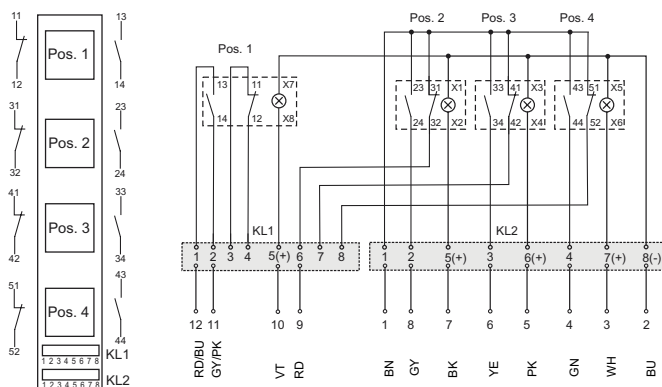 11
13
Pos. 1
12
14
31
23
Pos. 2
32
24
41
33
Pos. 3
42
34
51
43
Pos. 4
52
44
1 2 3 4 5 6 7 8
KL1
1 2 3 4 5 6 7 8
KL2
Pos. 2 Pos. 3 Pos. 4
Pos. 1
13 11 X7
14 12 X8
23 31 X1 33 41 X3 43 51 X5
24 32 X2 34 42 X4 44 52 X6
KL1 KL2
1 2 3 4 5(+) 6 7 8
1 2 5(+) 3 6(+) 4 7(+) 8(-)
12 11 10 9 1 8 7 6 5 4 3 2
RD/BU GY/PK VT RD BN GY BK YE PK GN WH BU